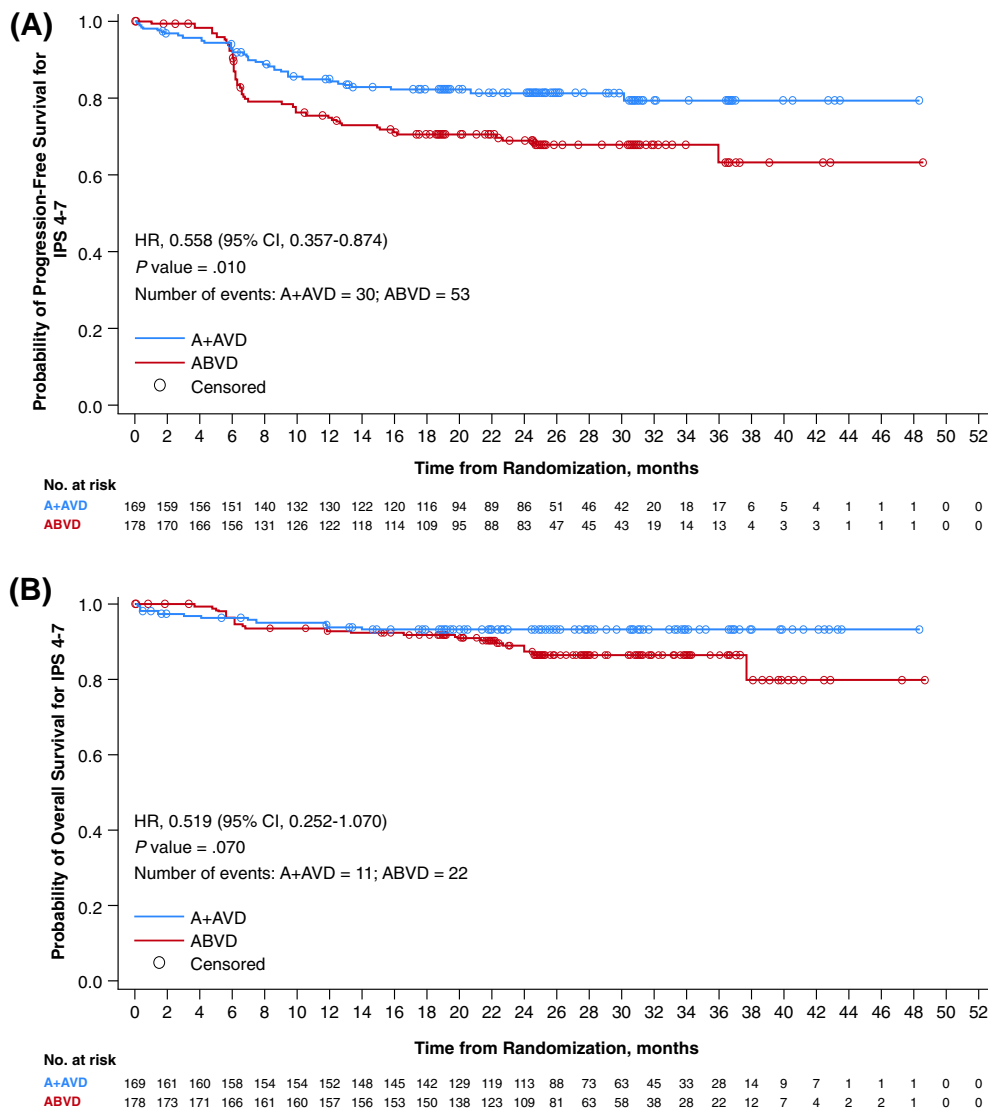 (A)
Probability of Progression-Free Survival for
IPS 4-7
1.0
0.8
0.6
0.4
0.2
0.0
HR, 0.558 (95% CI, 0.357-0.874)
P value = .010
Number of events: A+AVD = 30; ABVD = 53
A+AVD
ABVD
Censored
0 2 4 6 8 10 12 14 16 18 20 22 24 26 28 30 32 34 36 38 40 42 44 46 48 50 52
Time from Randomization, months
No. at risk
A+AVD 169 159 156 151 140 132 130 122 120 116 94 89 86 51 46 42 20 18 17 6 5 4 1 1 1 0 0
ABVD 178 170 166 156 131 126 122 118 114 109 95 88 83 47 45 43 19 14 13 4 3 3 1 1 1 0 0
(B)
Probability of Overall Survival for IPS 4-7
1.0
0.8
0.6
0.4
0.2
0.0
HR, 0.519 (95% CI, 0.252-1.070)
P value = .070
Number of events: A+AVD = 11; ABVD = 22
A+AVD
ABVD
Censored
0 2 4 6 8 10 12 14 16 18 20 22 24 26 28 30 32 34 36 38 40 42 44 46 48 50 52
Time from Randomization, months
No. at risk
A+AVD 169 161 160 158 154 154 152 148 145 142 129 119 113 88 73 63 45 33 28 14 9 7 1 1 1 0 0
ABVD 178 173 171 166 161 160 157 156 153 150 138 123 109 81 63 58 38 28 22 12 7 4 2 2 1 0 0